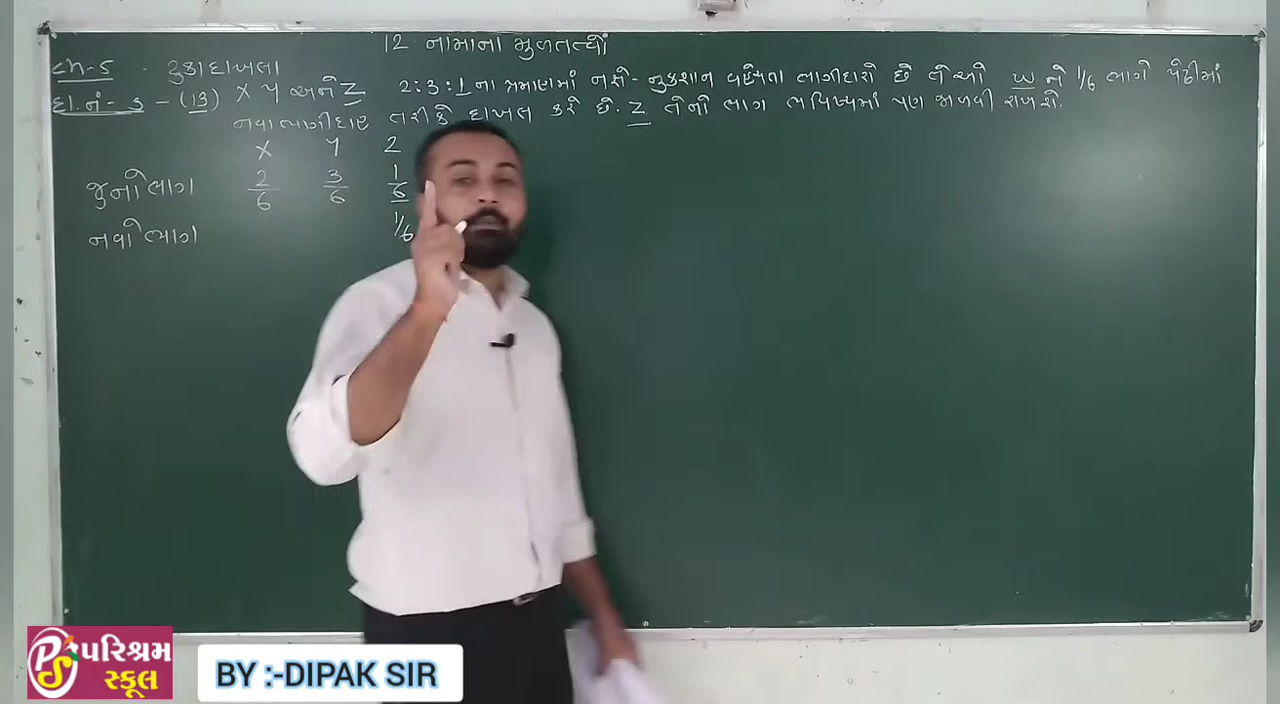 12 નામાના મુળતત્વો
ch-5 . ટુંકા દાખલા
દા.નં-3 - (13) X Y અને Z 2:3:1 ના પ્રમાણમાં નફો-નુકશાન વહેંચતા ભાગીદારો છે તેઓ W ને 1/6 ભાગે પેઢીમાં
નવા ભાગીદાર તરીકે દાખલ કરે છે. Z તેનો ભાગ ભવિષ્યમાં પણ જાળવી રાખશે.
X Y Z
જુનો ભાગ 2/6 3/6 1/6
નવો ભાગ 1/6
પરિશ્રમ
સ્કૂલ
BY :-DIPAK SIR